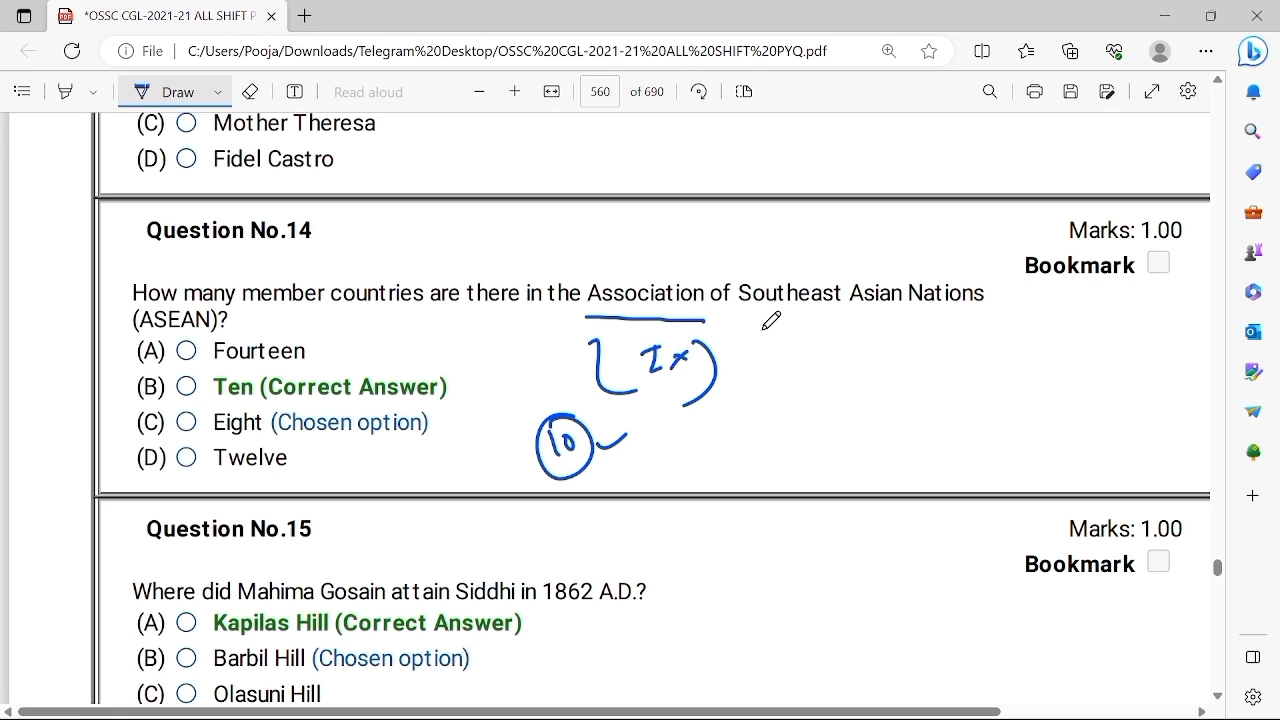 *OSSC CGL-2021-21 ALL SHIFT P
File | C:/Users/Pooja/Downloads/Telegram%20Desktop/OSSC%20CGL-2021-21%20ALL%20SHIFT%20PYQ.pdf
Draw
Read aloud
560 of 690
(C) Mother Theresa
(D) Fidel Castro
Question No.14
Marks: 1.00
Bookmark
How many member countries are there in the Association of Southeast Asian Nations
(ASEAN)?
(A) Fourteen
(B) Ten (Correct Answer)
(C) Eight (Chosen option)
(D) Twelve
10
Question No.15
Marks: 1.00
Bookmark
Where did Mahima Gosain attain Siddhi in 1862 A.D.?
(A) Kapilas Hill (Correct Answer)
(B) Barbil Hill (Chosen option)
(C) Olasuni Hill